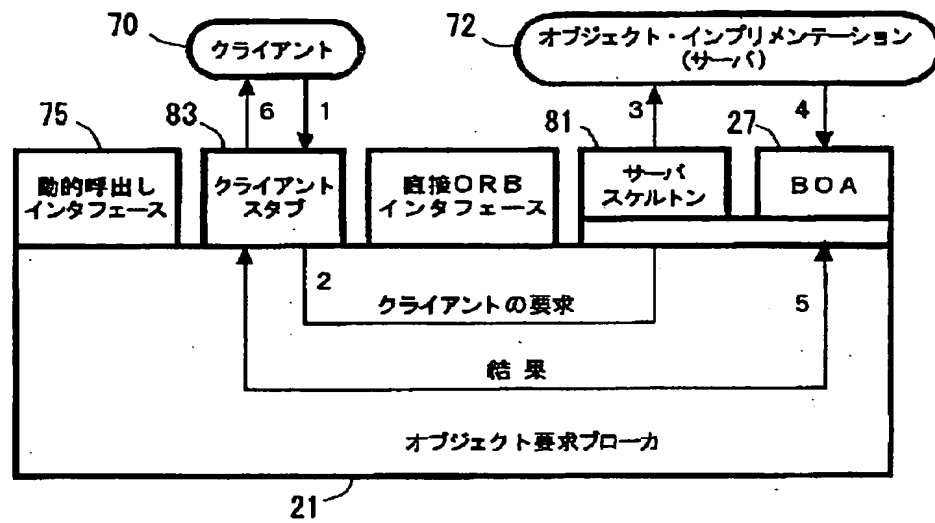 70
クライアント
72
オブジェクト・インプリメンテーション
(サーバ)
75
83
6
1
81
3
27
4
動的呼出し
インタフェース
クライアント
スタブ
直接ORB
インタフェース
サーバ
スケルトン
BOA
2
クライアントの要求
5
結果
オブジェクト要求ブローカ
21